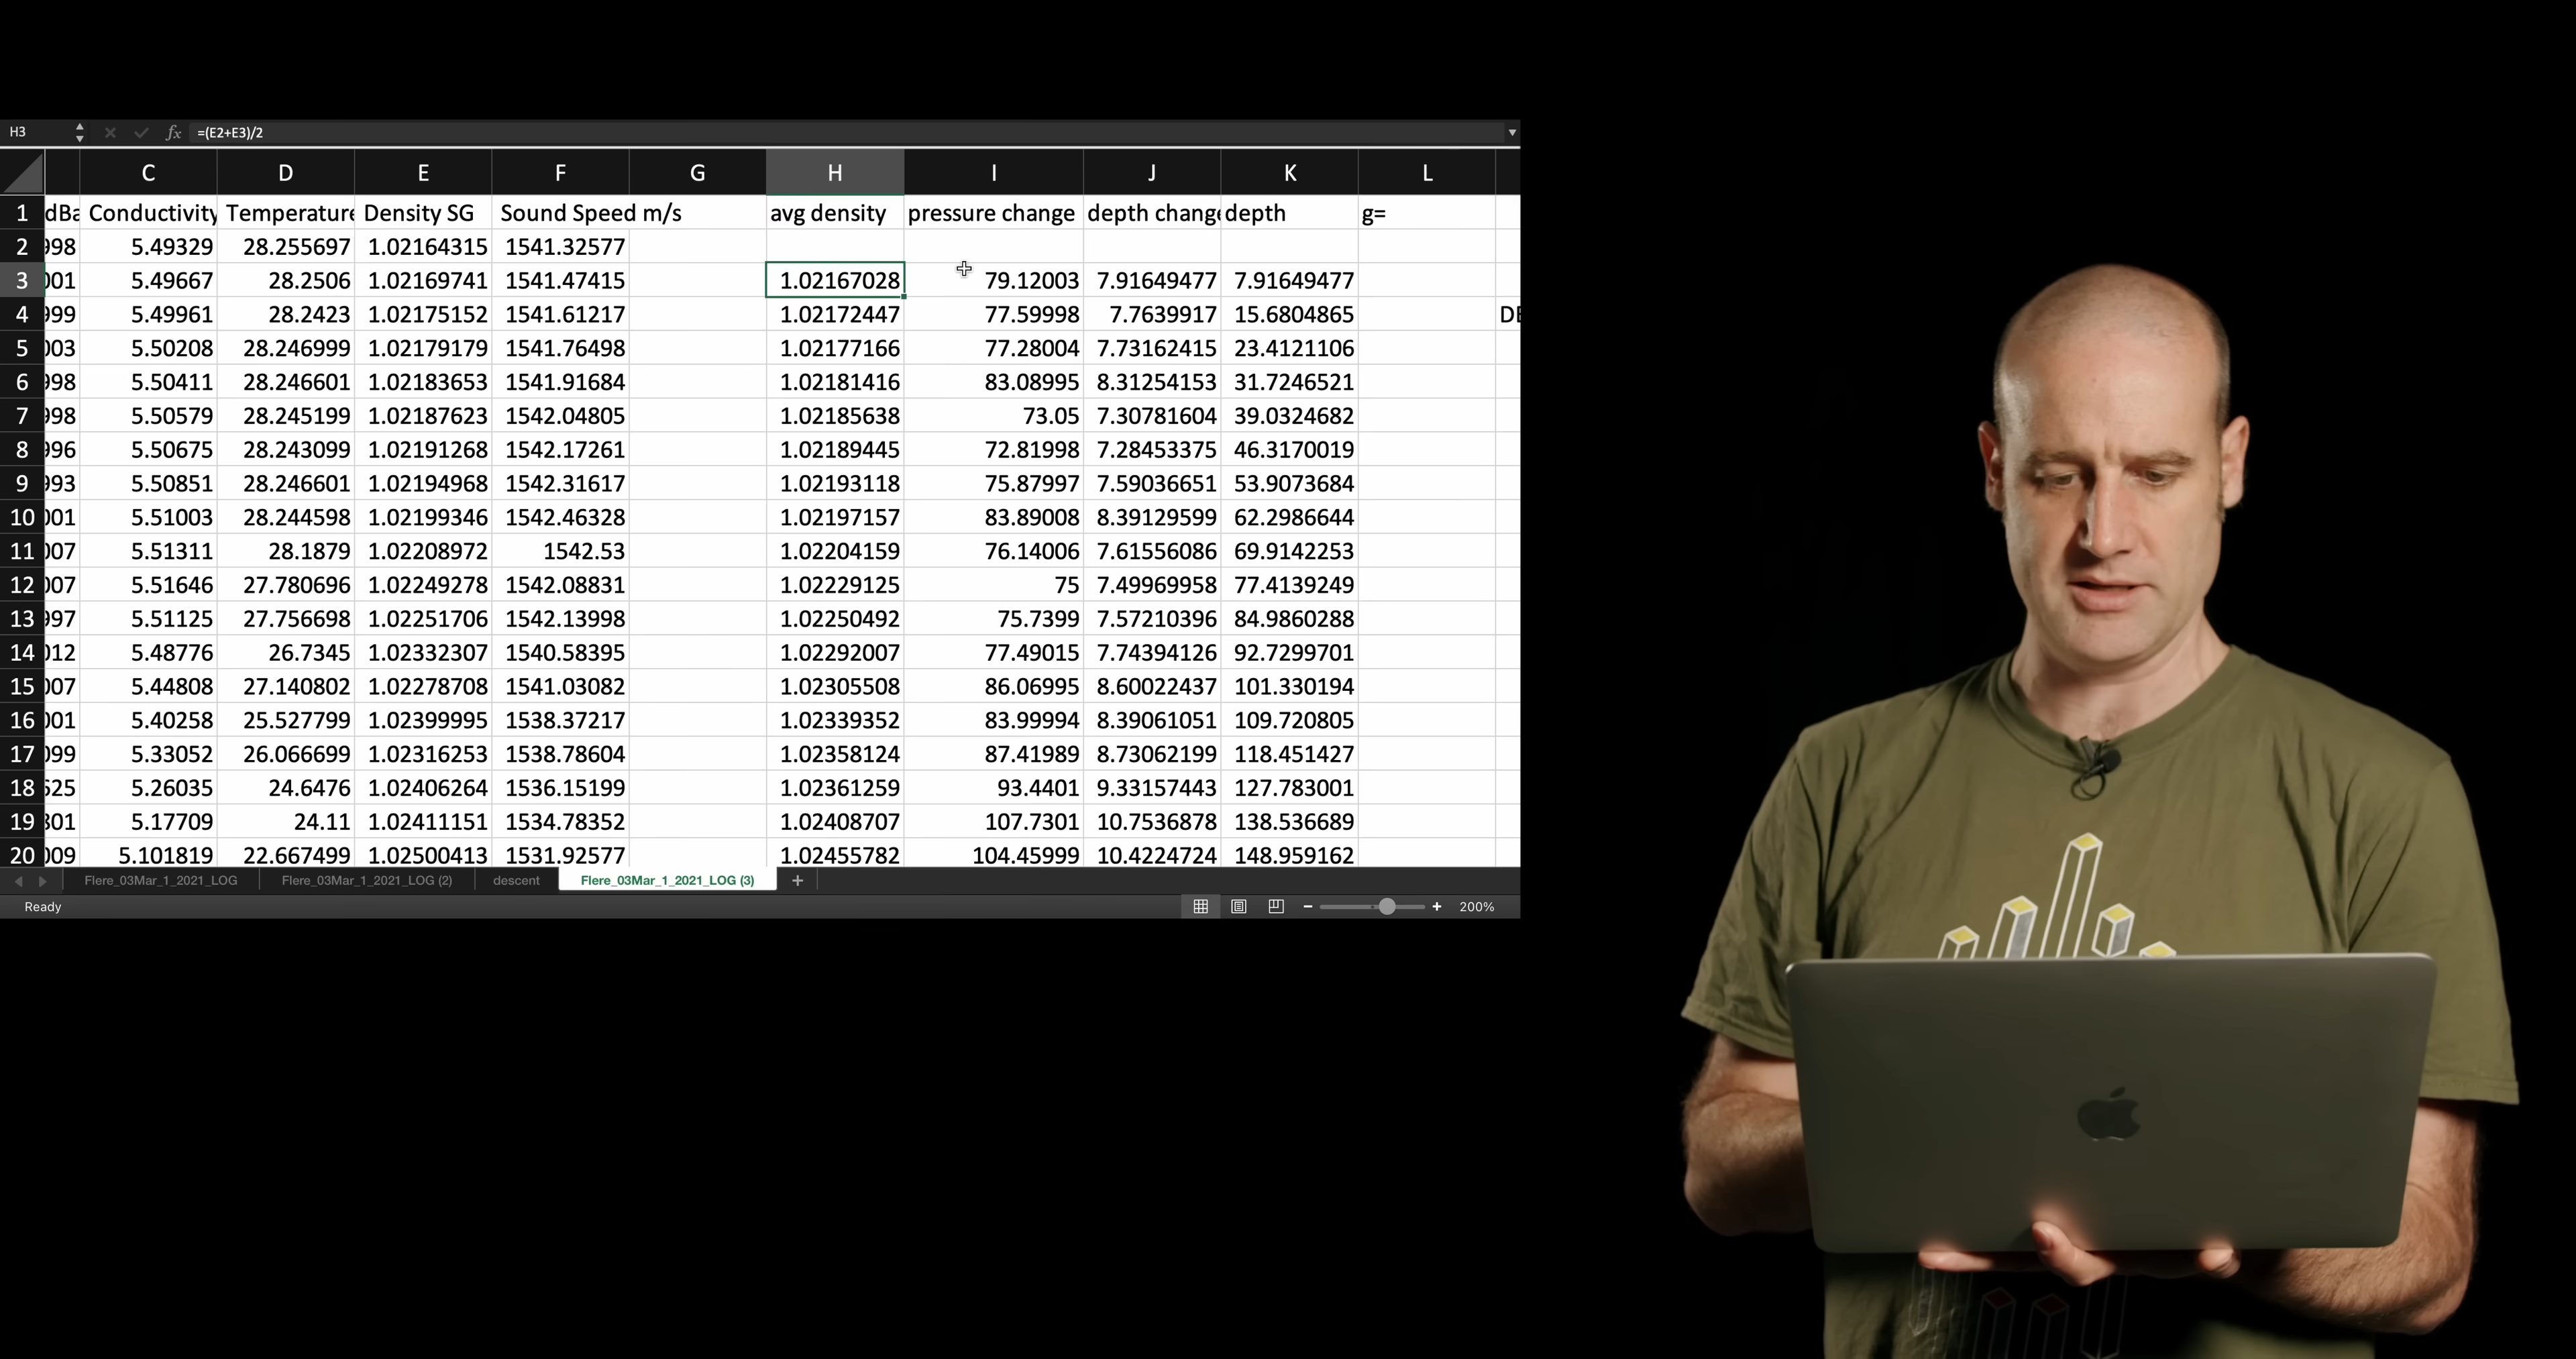 H3 fx =(E2+E3)/2
C D E F G H I J K L
1 dBa Conductivity Temperature Density SG Sound Speed m/s avg density pressure change depth change depth g=
2 998 5.49329 28.255697 1.02164315 1541.32577
3 001 5.49667 28.2506 1.02169741 1541.47415 1.02167028 79.12003 7.91649477 7.91649477
4 999 5.49961 28.2423 1.02175152 1541.61217 1.02172447 77.59998 7.7639917 15.6804865
5 003 5.50208 28.246999 1.02179179 1541.76498 1.02177166 77.28004 7.73162415 23.4121106
6 998 5.50411 28.246601 1.02183653 1541.91684 1.02181416 83.08995 8.31254153 31.7246521
7 998 5.50579 28.245199 1.02187623 1542.04805 1.02185638 73.05 7.30781604 39.0324682
8 996 5.50675 28.243099 1.02191268 1542.17261 1.02189445 72.81998 7.28453375 46.3170019
9 993 5.50851 28.246601 1.02194968 1542.31617 1.02193118 75.87997 7.59036651 53.9073684
10 001 5.51003 28.244598 1.02199346 1542.46328 1.02197157 83.89008 8.39129599 62.2986644
11 007 5.51311 28.1879 1.02208972 1542.53 1.02204159 76.14006 7.61556086 69.9142253
12 007 5.51646 27.780696 1.02249278 1542.08831 1.02229125 75 7.49969958 77.4139249
13 997 5.51125 27.756698 1.02251706 1542.13998 1.02250492 75.7399 7.57210396 84.9860288
14 012 5.48776 26.7345 1.02332307 1540.58395 1.02292007 77.49015 7.74394126 92.7299701
15 007 5.44808 27.140802 1.02278708 1541.03082 1.02305508 86.06995 8.60022437 101.330194
16 001 5.40258 25.527799 1.02399995 1538.37217 1.02339352 83.99994 8.39061051 109.720805
17 099 5.33052 26.066699 1.02316253 1538.78604 1.02358124 87.41989 8.73062199 118.451427
18 625 5.26035 24.6476 1.02406264 1536.15199 1.02361259 93.4401 9.33157443 127.783001
19 301 5.17709 24.11 1.02411151 1534.78352 1.02408707 107.7301 10.7536878 138.536689
20 009 5.101819 22.667499 1.02500413 1531.92577 1.02455782 104.45999 10.4224724 148.959162
Flere_03Mar_1_2021_LOG Flere_03Mar_1_2021_LOG (2) descent Flere_03Mar_1_2021_LOG (3) +
Ready 200%